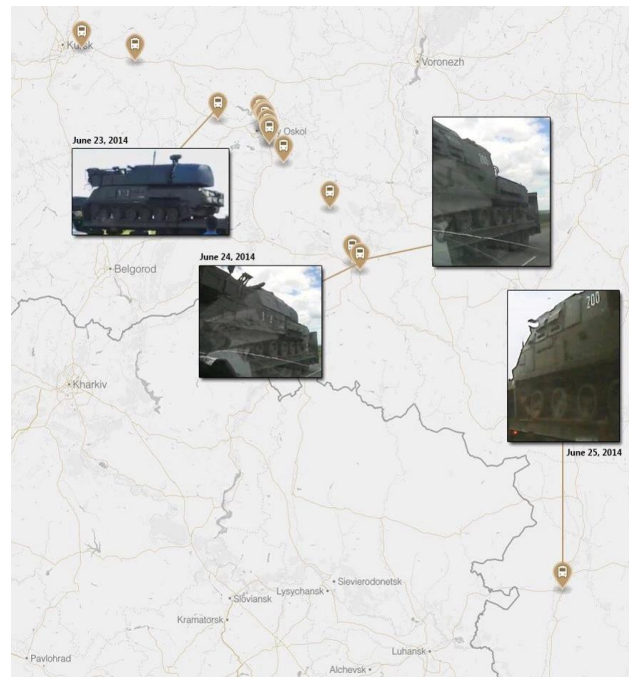 Kursk
Voronezh
Oskol
June 23, 2014
June 24, 2014
Belgorod
200
Kharkiv
June 25, 2014
Sievierodonetsk
Lysychansk
Sloviansk
Kramatorsk
Luhansk
Pavlohrad
Alchevsk